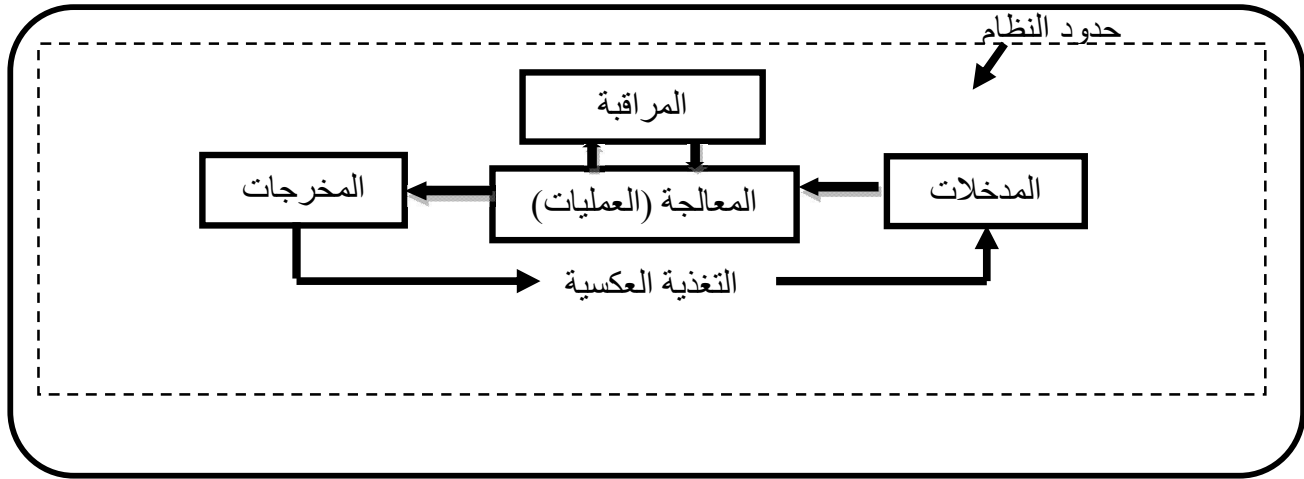 حدود النظام
المراقبة
المدخلات
المعالجة (العمليات)
المخرجات
التغذية العكسية